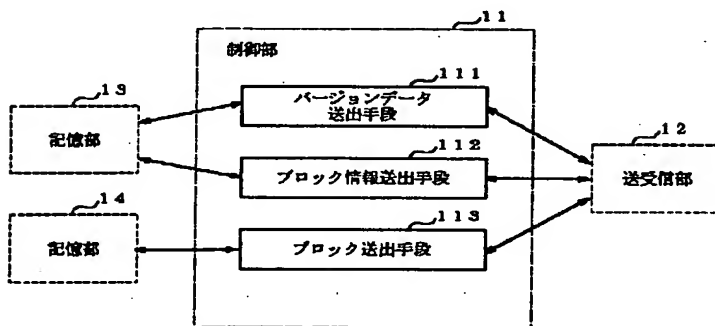 11
制御部
111
バージョンデータ
送出手段
13
記憶部
112
ブロック情報送出手段
12
送受信部
14
記憶部
113
ブロック送出手段